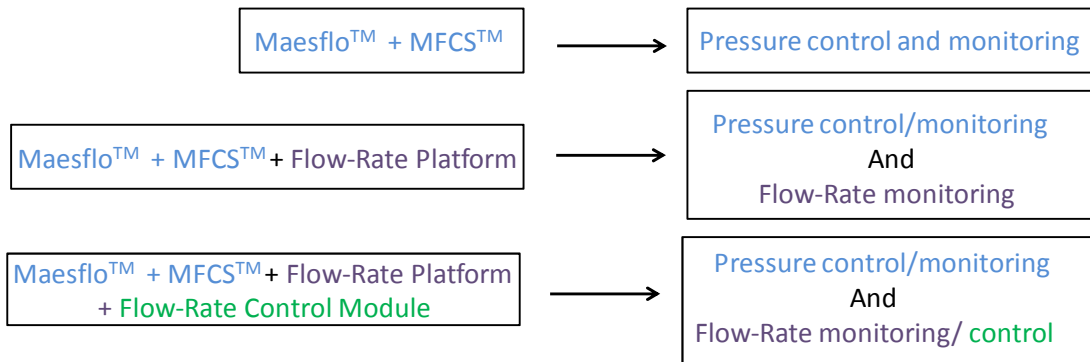 Maesflo™ + MFCS™
Pressure control and monitoring
Maesflo™ + MFCS™+ Flow-Rate Platform
Pressure control/monitoring
And
Flow-Rate monitoring
Maesflo™ + MFCS™+ Flow-Rate Platform
+ Flow-Rate Control Module
Pressure control/monitoring
And
Flow-Rate monitoring/ control